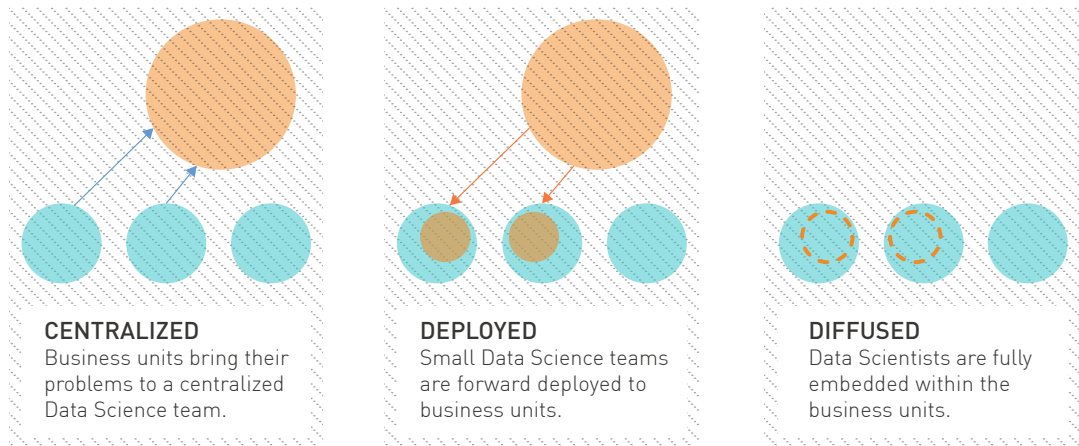 CENTRALIZED
Business units bring their
problems to a centralized
Data Science team.
DEPLOYED
Small Data Science teams
are forward deployed to
business units.
DIFFUSED
Data Scientists are fully
embedded within the
business units.